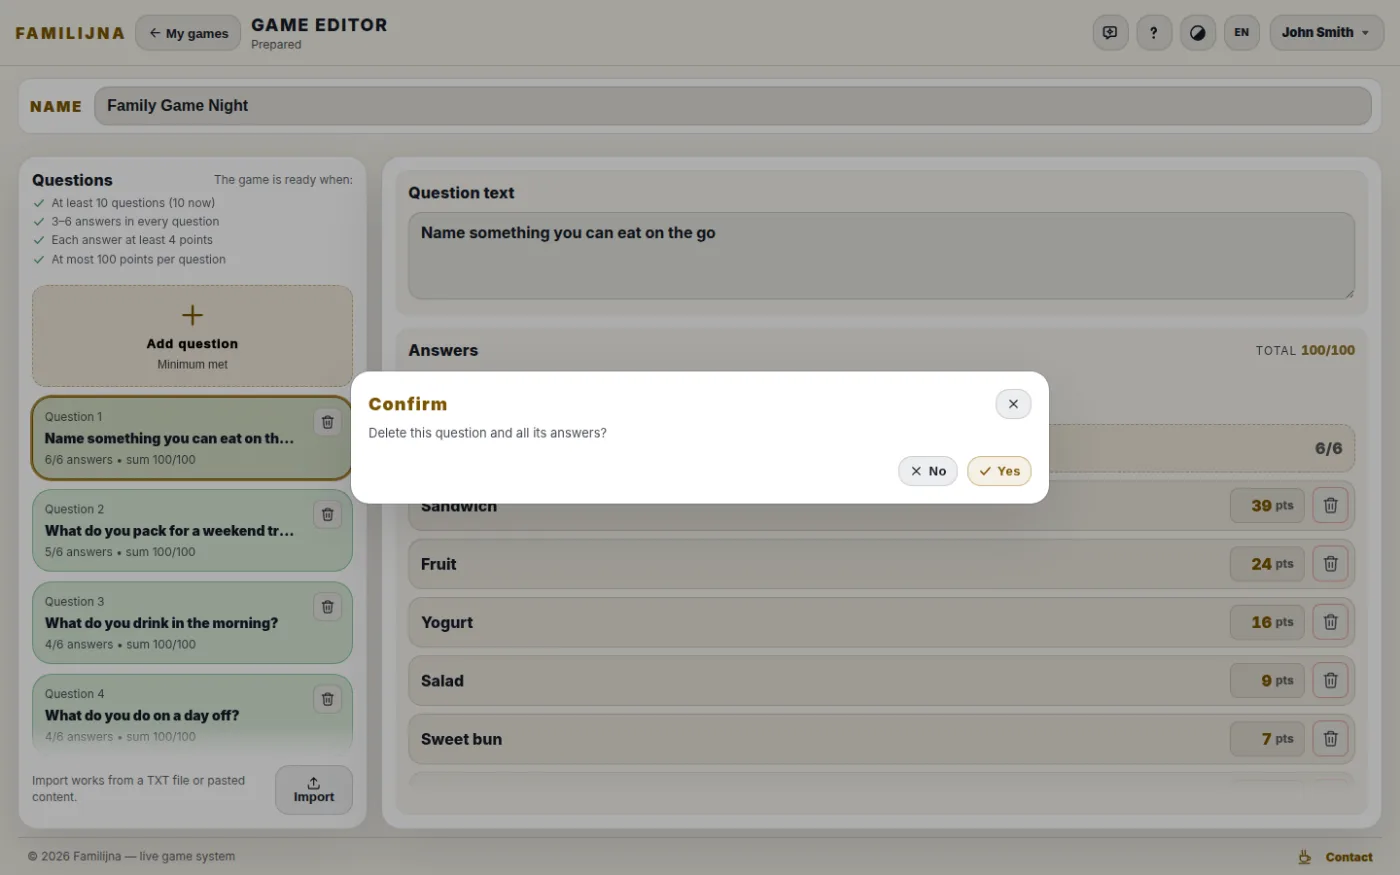 FAMILIJNA
My games
GAME EDITOR
Prepared
?
EN
John Smith
NAME
Family Game Night
Questions
The game is ready when:
At least 10 questions (10 now)
3–6 answers in every question
Each answer at least 4 points
At most 100 points per question
Add question
Minimum met
Question 1
Name something you can eat on th...
6/6 answers • sum 100/100
Question 2
What do you pack for a weekend tr...
5/6 answers • sum 100/100
Question 3
What do you drink in the morning?
4/6 answers • sum 100/100
Question 4
What do you do on a day off?
4/6 answers • sum 100/100
Import works from a TXT file or pasted
content.
Import
Question text
Name something you can eat on the go
Answers
TOTAL 100/100
6/6
Confirm
Delete this question and all its answers?
No
Yes
Sandwich
39 pts
Fruit
24 pts
Yogurt
16 pts
Salad
9 pts
Sweet bun
7 pts
© 2026 Familijna — live game system
Contact